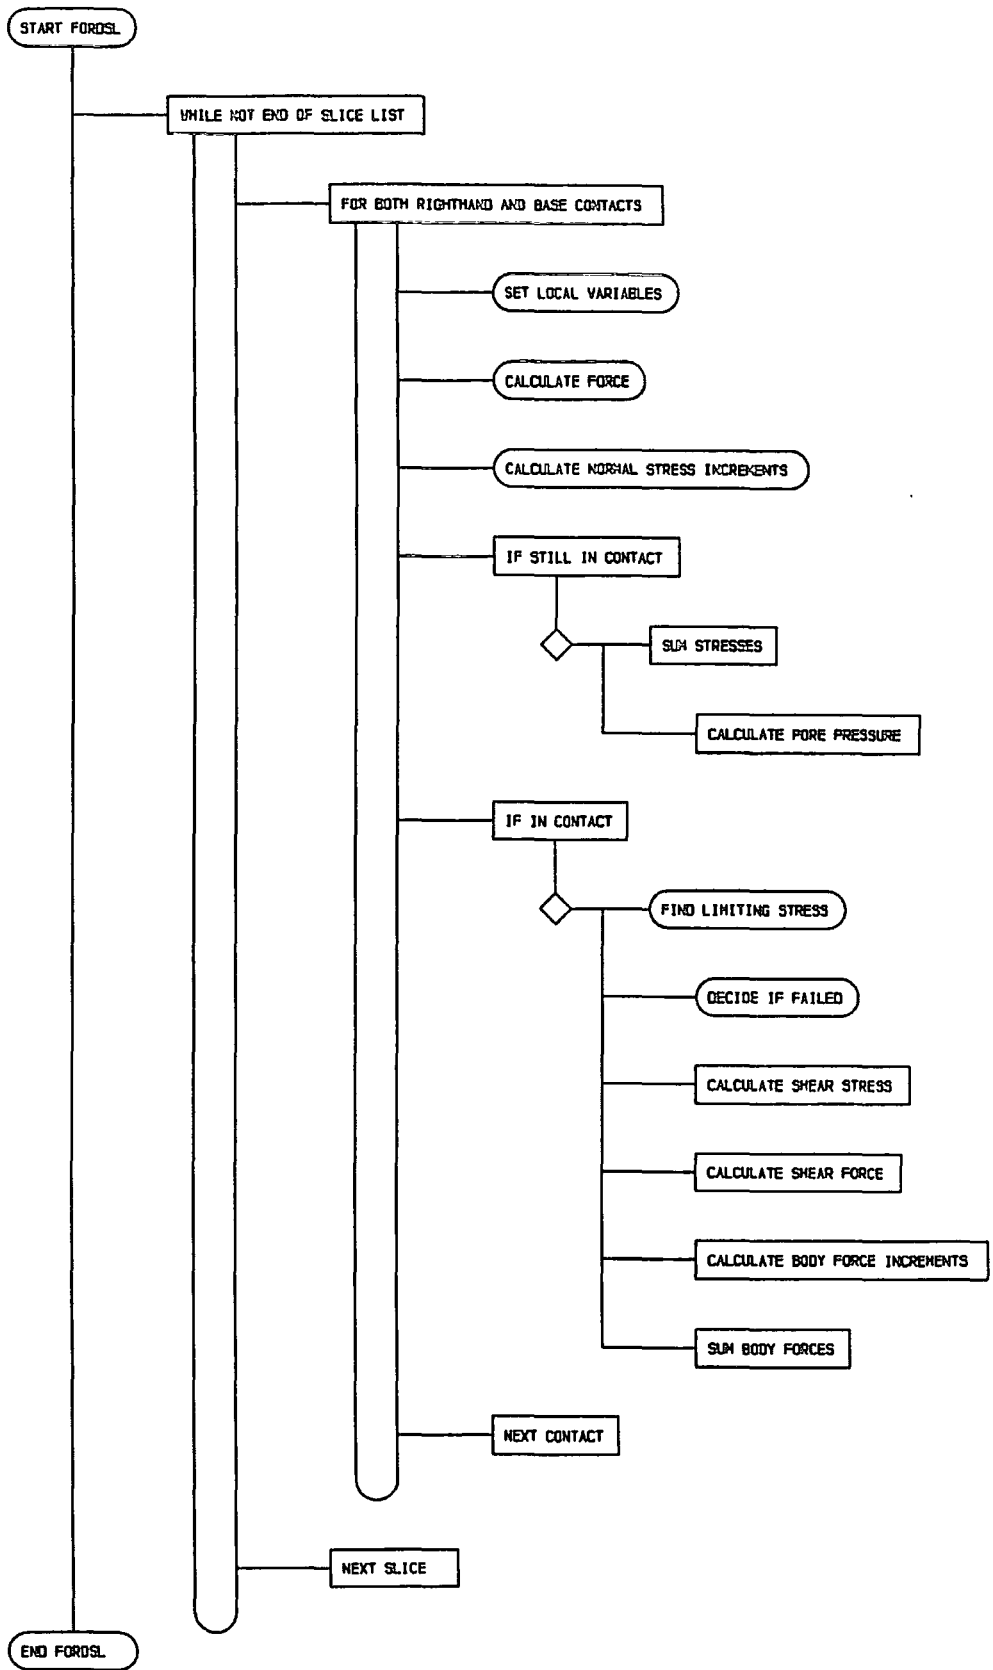 START FORDSL
WHILE NOT END OF SLICE LIST
FOR BOTH RIGHTHAND AND BASE CONTACTS
SET LOCAL VARIABLES
CALCULATE FORCE
CALCULATE NORMAL STRESS INCREMENTS
IF STILL IN CONTACT
SUM STRESSES
CALCULATE PORE PRESSURE
IF IN CONTACT
FIND LIMITING STRESS
DECIDE IF FAILED
CALCULATE SHEAR STRESS
CALCULATE SHEAR FORCE
CALCULATE BODY FORCE INCREMENTS
SUM BODY FORCES
NEXT CONTACT
NEXT SLICE
END FORDSL